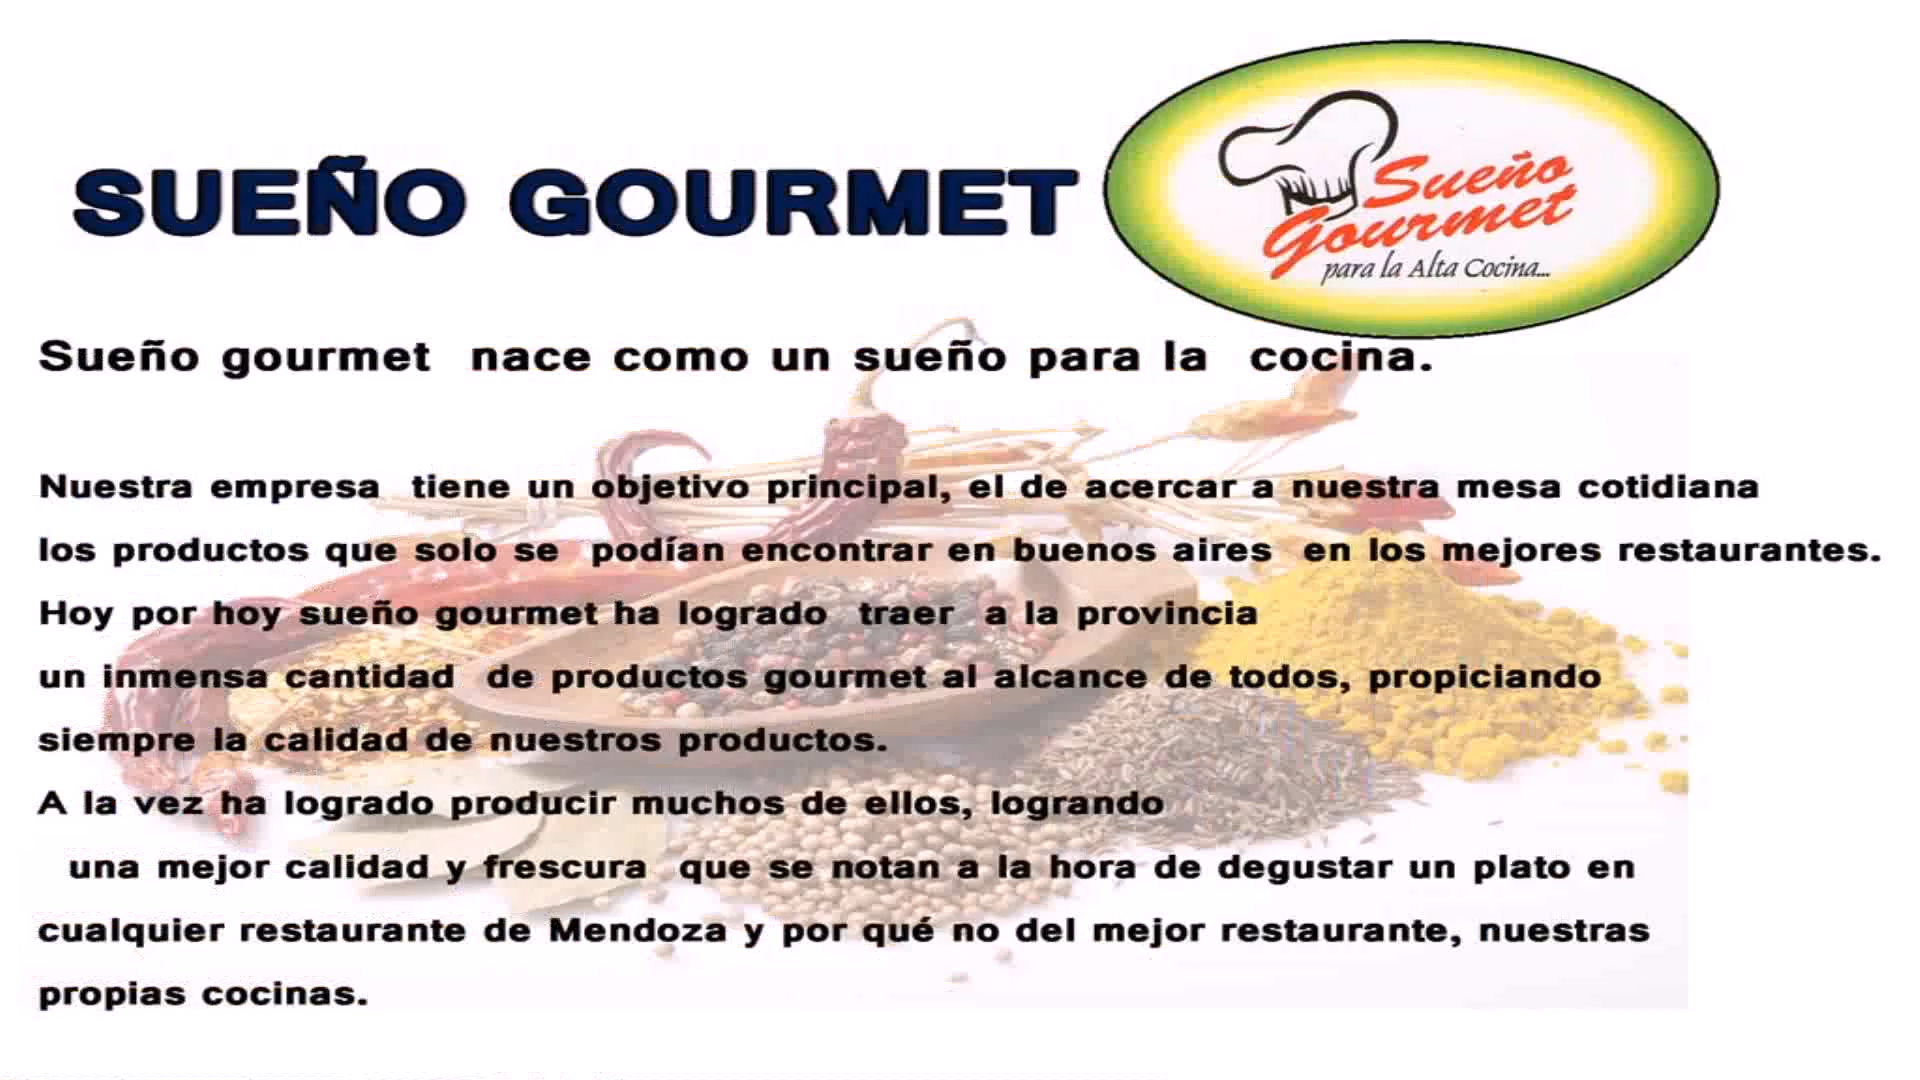 SUEÑO GOURMET
Sueño
Gourmet
para la Alta Cocina...
Sueño gourmet nace como un sueño para la cocina.
Nuestra empresa tiene un objetivo principal, el de acercar a nuestra mesa cotidiana
los productos que solo se podían encontrar en buenos aires en los mejores restaurantes.
Hoy por hoy sueño gourmet ha logrado traer a la provincia
un inmensa cantidad de productos gourmet al alcance de todos, propiciando
siempre la calidad de nuestros productos.
A la vez ha logrado producir muchos de ellos, logrando
una mejor calidad y frescura que se notan a la hora de degustar un plato en
cualquier restaurante de Mendoza y por qué no del mejor restaurante, nuestras
propias cocinas.